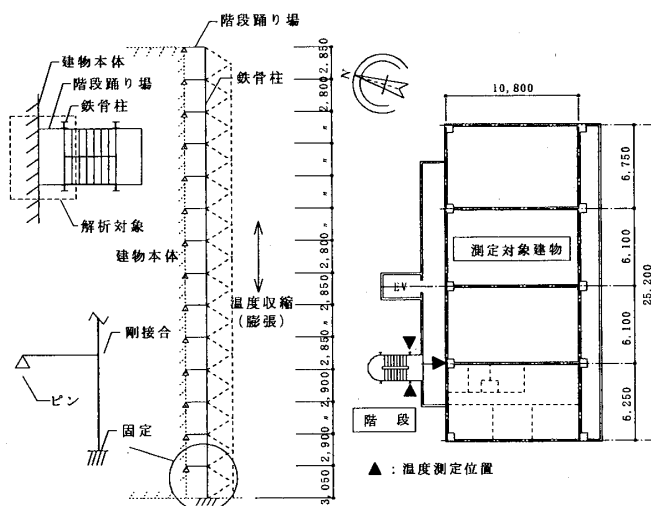 階段踊り場
建物本体
階段踊り場
鉄骨柱
鉄骨柱
解析対象
建物本体
温度収縮
(膨張)
剛接合
ピン
固定
2,850
2,800
〃
〃
〃
2,800
〃
2,850
〃
2,850
2,900
〃
2,900
3,050
N
10,800
6,750
6,100
6,100
6,250
25,200
測定対象建物
EV
階段
▲:温度測定位置